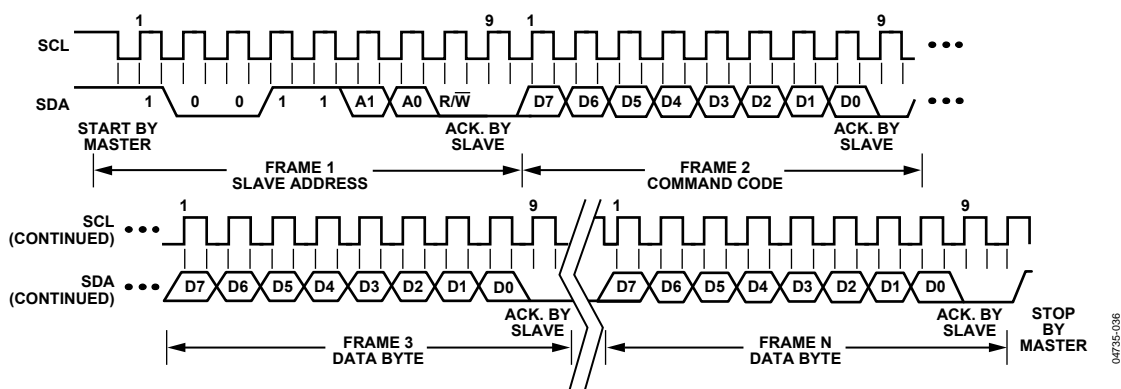 1 9 1 9
SCL
SDA 1 0 0 1 1 A1 A0 R/W̅ D7 D6 D5 D4 D3 D2 D1 D0
START BY
MASTER
ACK. BY
SLAVE
ACK. BY
SLAVE
FRAME 1
SLAVE ADDRESS
FRAME 2
COMMAND CODE
1 9 1 9
SCL
(CONTINUED)
SDA
(CONTINUED)
D7 D6 D5 D4 D3 D2 D1 D0 D7 D6 D5 D4 D3 D2 D1 D0
ACK. BY
SLAVE
ACK. BY
SLAVE
STOP
BY
MASTER
FRAME 3
DATA BYTE
FRAME N
DATA BYTE
04735-036